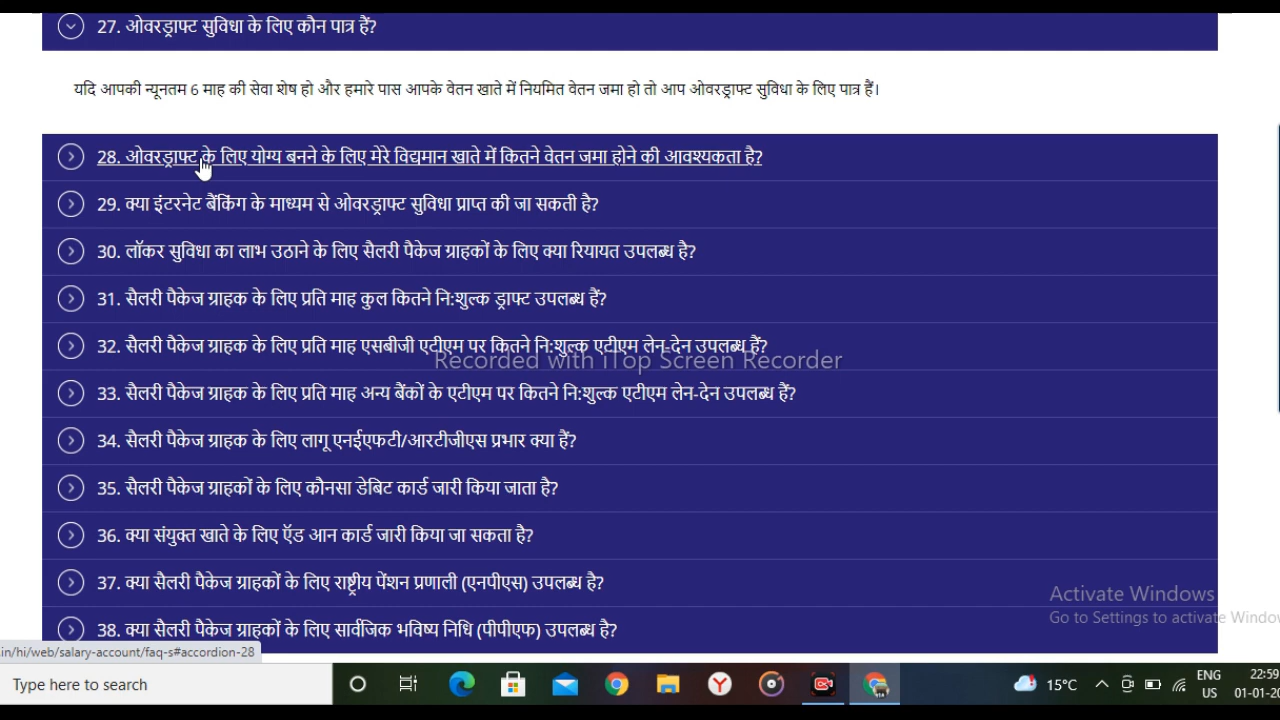 27. ओवरड्राफ्ट सुविधा के लिए कौन पात्र हैं?
यदि आपकी न्यूनतम 6 माह की सेवा शेष हो और हमारे पास आपके वेतन खाते में नियमित वेतन जमा हो तो आप ओवरड्राफ्ट सुविधा के लिए पात्र हैं।
28. ओवरड्राफ्ट के लिए योग्य बनने के लिए मेरे विद्यमान खाते में कितने वेतन जमा होने की आवश्यकता है?
29. क्या इंटरनेट बैंकिंग के माध्यम से ओवरड्राफ्ट सुविधा प्राप्त की जा सकती है?
30. लॉकर सुविधा का लाभ उठाने के लिए सैलरी पैकेज ग्राहकों के लिए क्या रियायत उपलब्ध है?
31. सैलरी पैकेज ग्राहक के लिए प्रति माह कुल कितने नि:शुल्क ड्राफ्ट उपलब्ध हैं?
32. सैलरी पैकेज ग्राहक के लिए प्रति माह एसबीजी एटीएम पर कितने नि:शुल्क एटीएम लेन-देन उपलब्ध हैं?
Recorded with iTop Screen Recorder
33. सैलरी पैकेज ग्राहक के लिए प्रति माह अन्य बैंकों के एटीएम पर कितने नि:शुल्क एटीएम लेन-देन उपलब्ध हैं?
34. सैलरी पैकेज ग्राहक के लिए लागू एनईएफटी/आरटीजीएस प्रभार क्या हैं?
35. सैलरी पैकेज ग्राहकों के लिए कौनसा डेबिट कार्ड जारी किया जाता है?
36. क्या संयुक्त खाते के लिए ऍड आन कार्ड जारी किया जा सकता है?
37. क्या सैलरी पैकेज ग्राहकों के लिए राष्ट्रीय पेंशन प्रणाली (एनपीएस) उपलब्ध है?
Activate Windows
Go to Settings to activate Windo
38. क्या सैलरी पैकेज ग्राहकों के लिए सार्वजिक भविष्य निधि (पीपीएफ) उपलब्ध है?
.in/hi/web/salary-account/faq-s#accordion-28
Type here to search
15°C
ENG
US
22:59
01-01-20